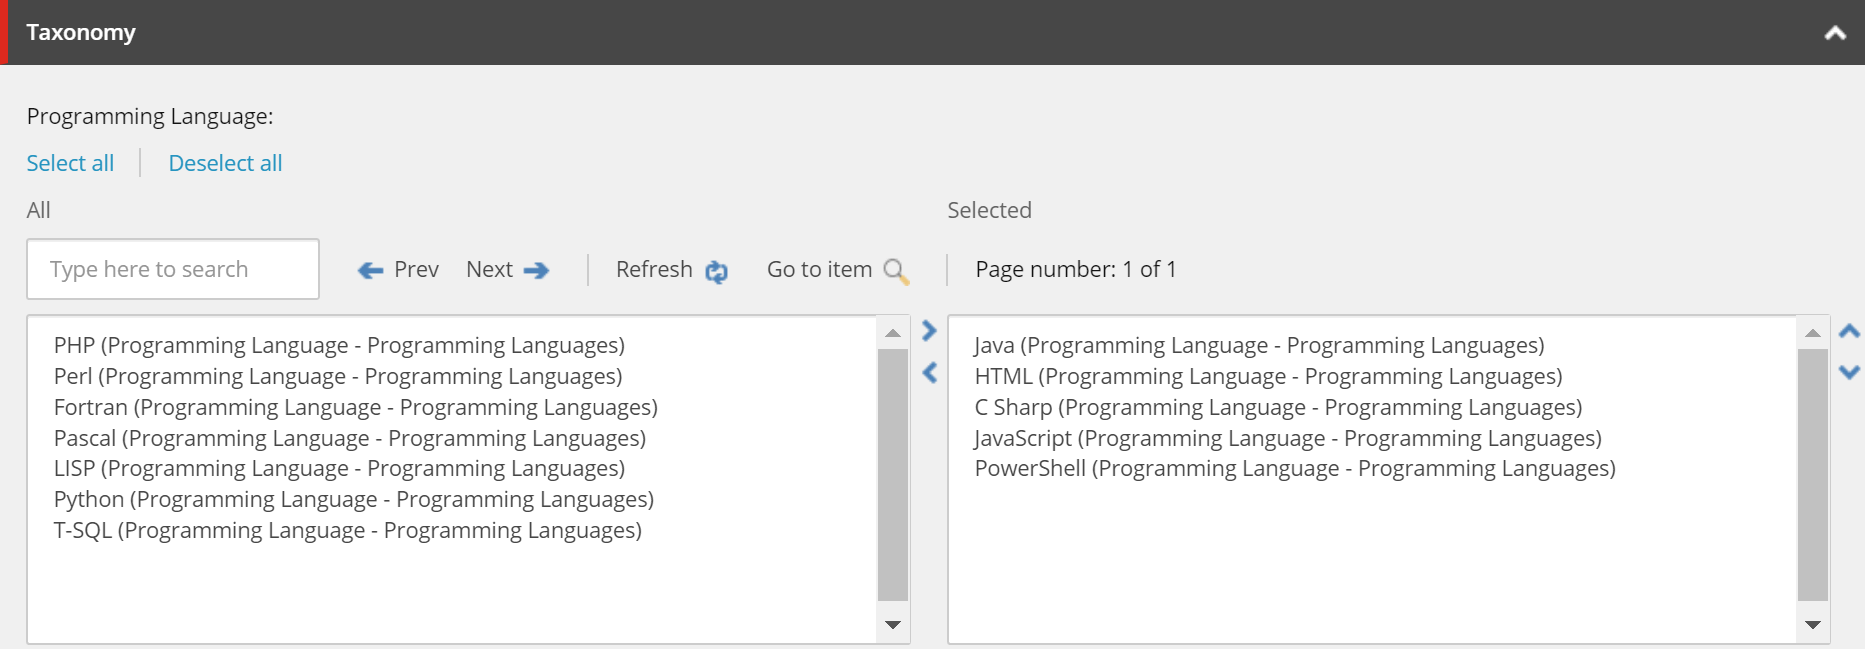 Taxonomy
Programming Language:
Select all
Deselect all
All
Selected
Type here to search
Prev
Next
Refresh
Go to item
Page number: 1 of 1
PHP (Programming Language - Programming Languages)
Perl (Programming Language - Programming Languages)
Fortran (Programming Language - Programming Languages)
Pascal (Programming Language - Programming Languages)
LISP (Programming Language - Programming Languages)
Python (Programming Language - Programming Languages)
T-SQL (Programming Language - Programming Languages)
Java (Programming Language - Programming Languages)
HTML (Programming Language - Programming Languages)
C Sharp (Programming Language - Programming Languages)
JavaScript (Programming Language - Programming Languages)
PowerShell (Programming Language - Programming Languages)